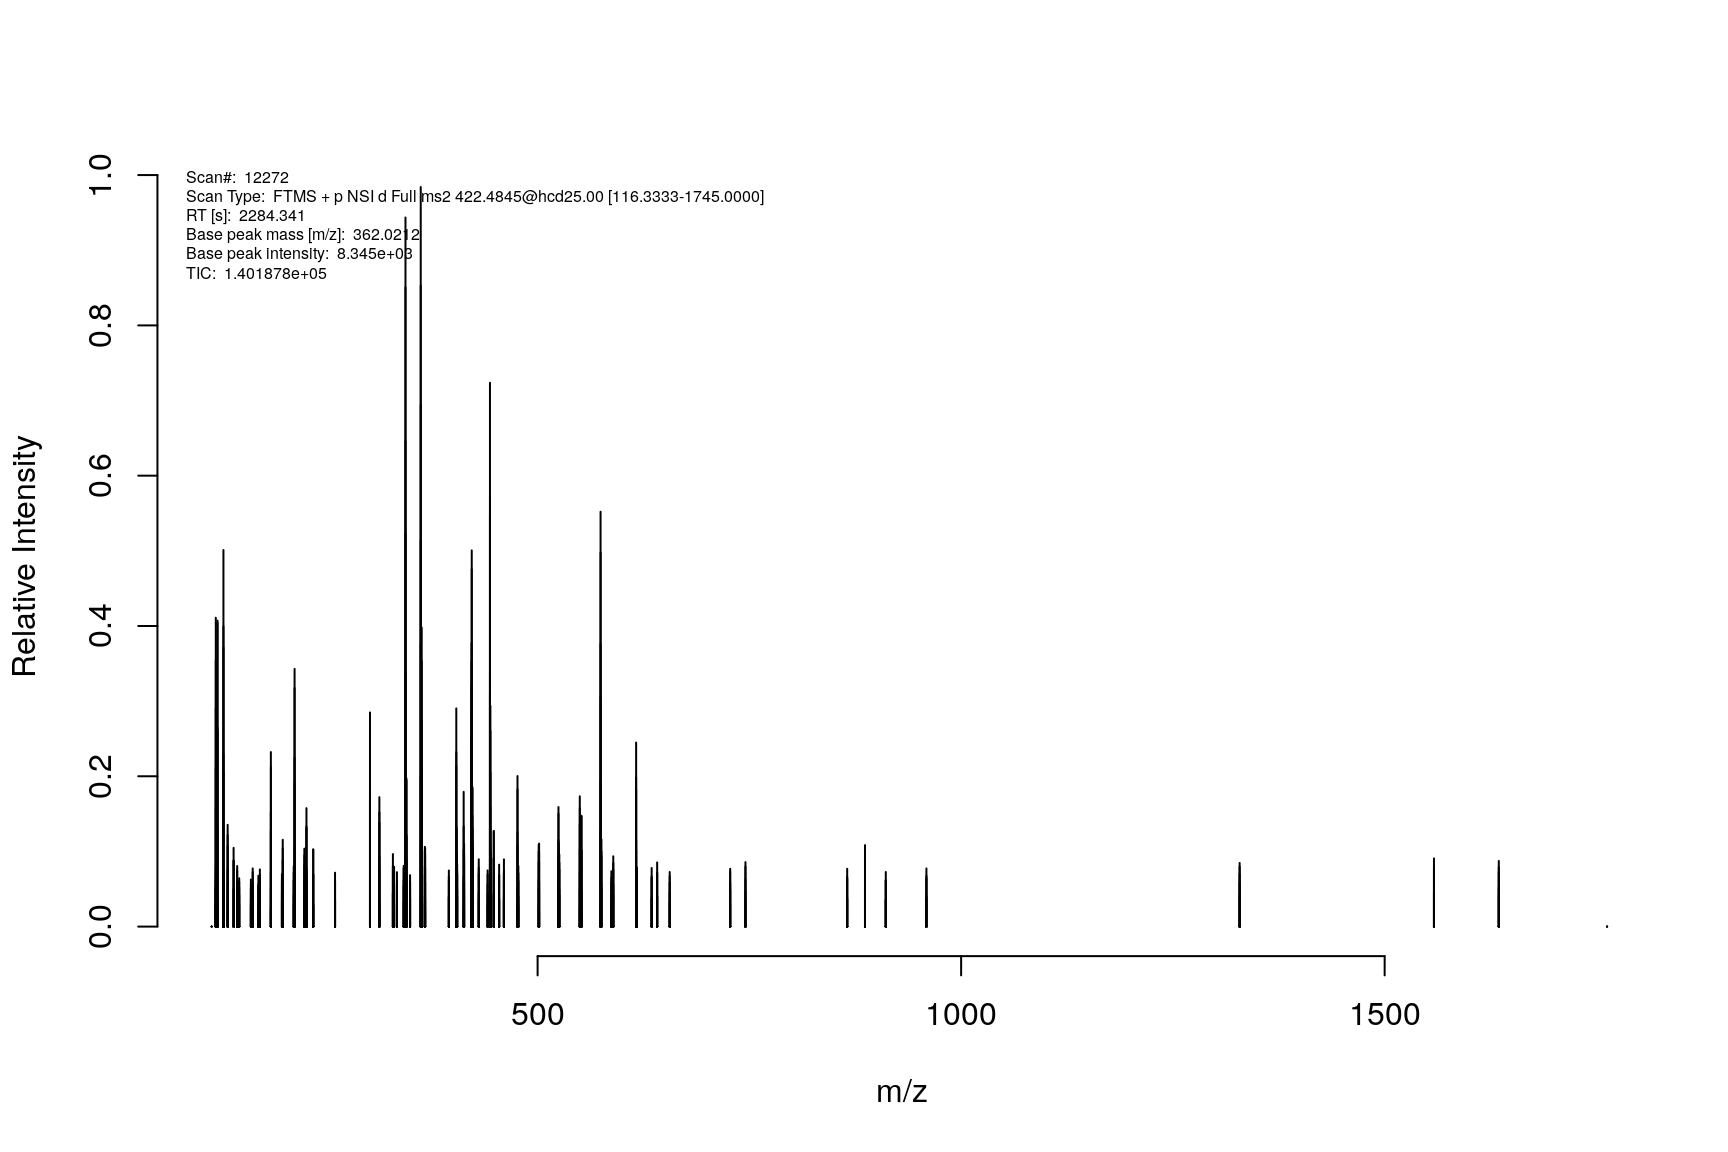 Scan#: 12272
Scan Type: FTMS + p NSI d Full ms2 422.4845@hcd25.00 [116.3333-1745.0000]
RT [s]: 2284.341
Base peak mass [m/z]: 362.0212
Base peak intensity: 8.345e+03
TIC: 1.401878e+05
1.0
0.8
0.6
0.4
0.2
0.0
Relative Intensity
500 1000 1500
m/z